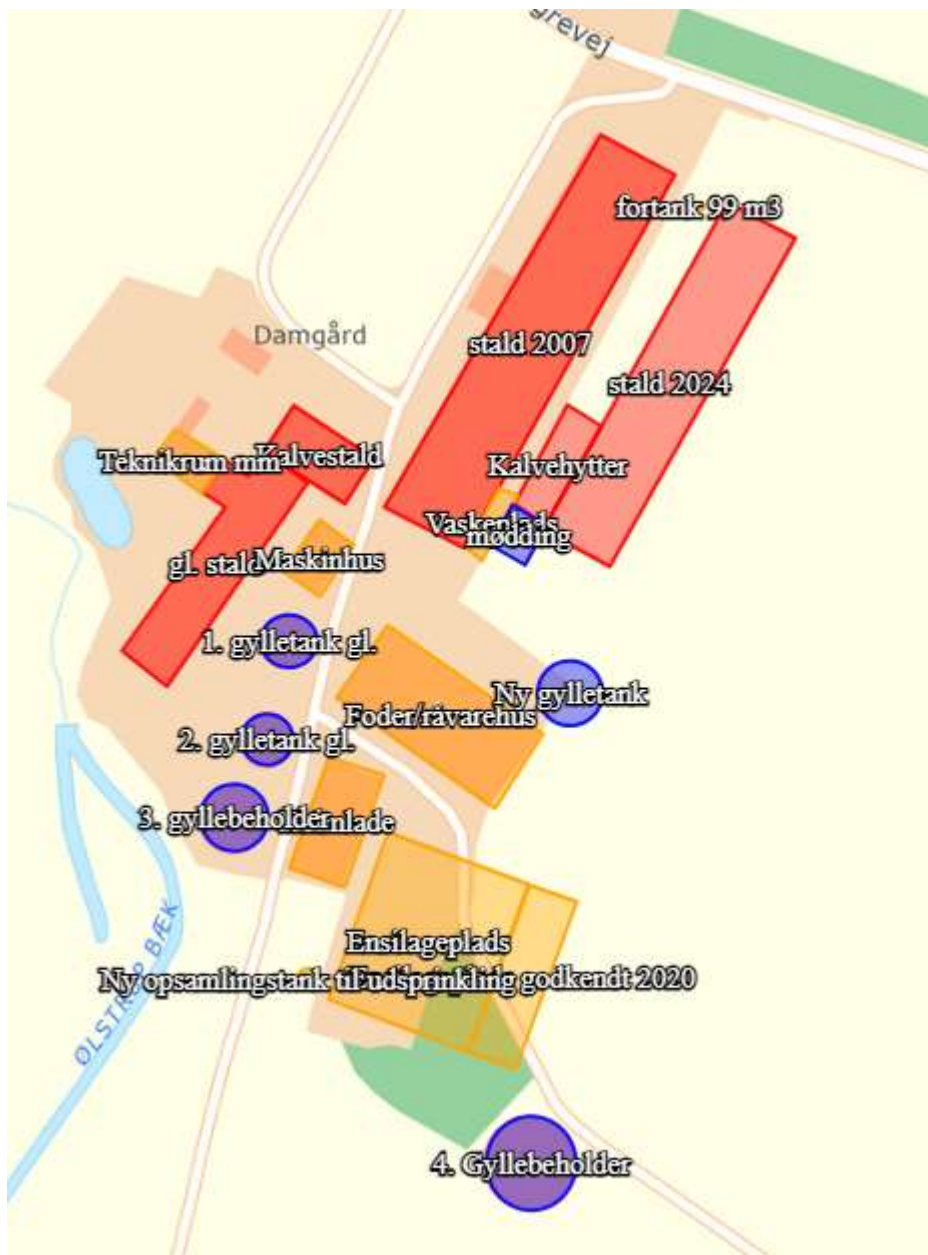 grevej
fortank 99 m3
Damgård
stald 2007
stald 2024
Teknikrum mm
Kalvestald
Kalvehytter
Vaskeplads
mødding
gl. stald
Maskinhus
1. gylletank gl.
Ny gylletank
Foder/råvarehus
2. gylletank gl.
3. gyllebeholder
Ensilageplads
Ny opsamlingstank til udsprinkling godkendt 2020
ØLSTRUP BÆK
4. Gyllebeholder